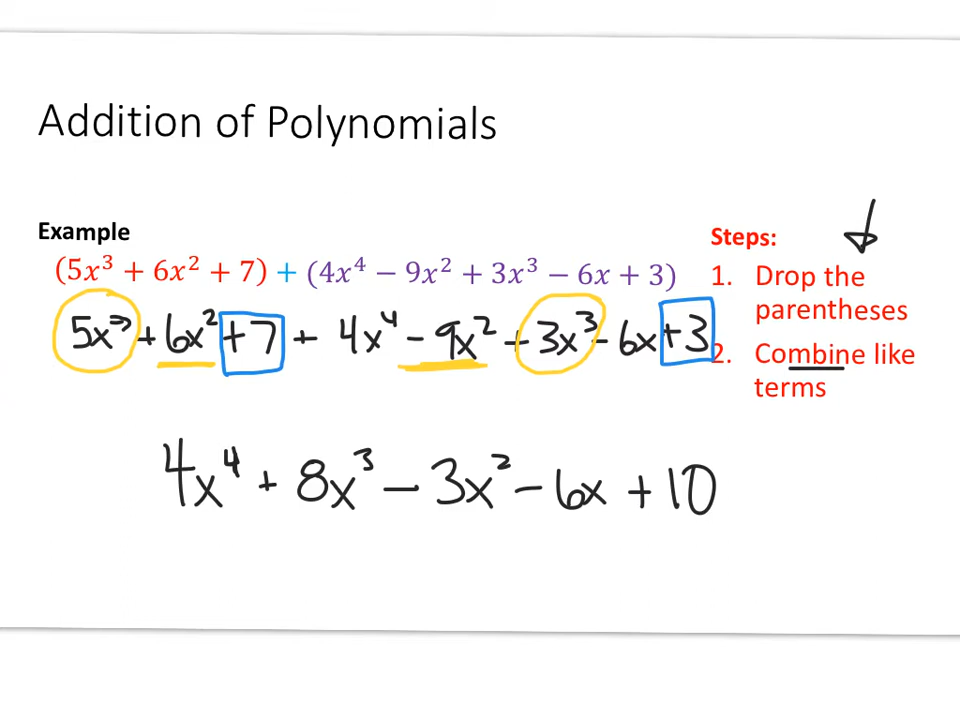 Addition of Polynomials
Example
(5x³ + 6x² + 7) + (4x⁴ − 9x² + 3x³ − 6x + 3)
5x³ + 6x² + 7 + 4x⁴ − 9x² + 3x³ − 6x + 3
4x⁴ + 8x³ − 3x² − 6x + 10
Steps:
1. Drop the
parentheses
2. Combine like
terms